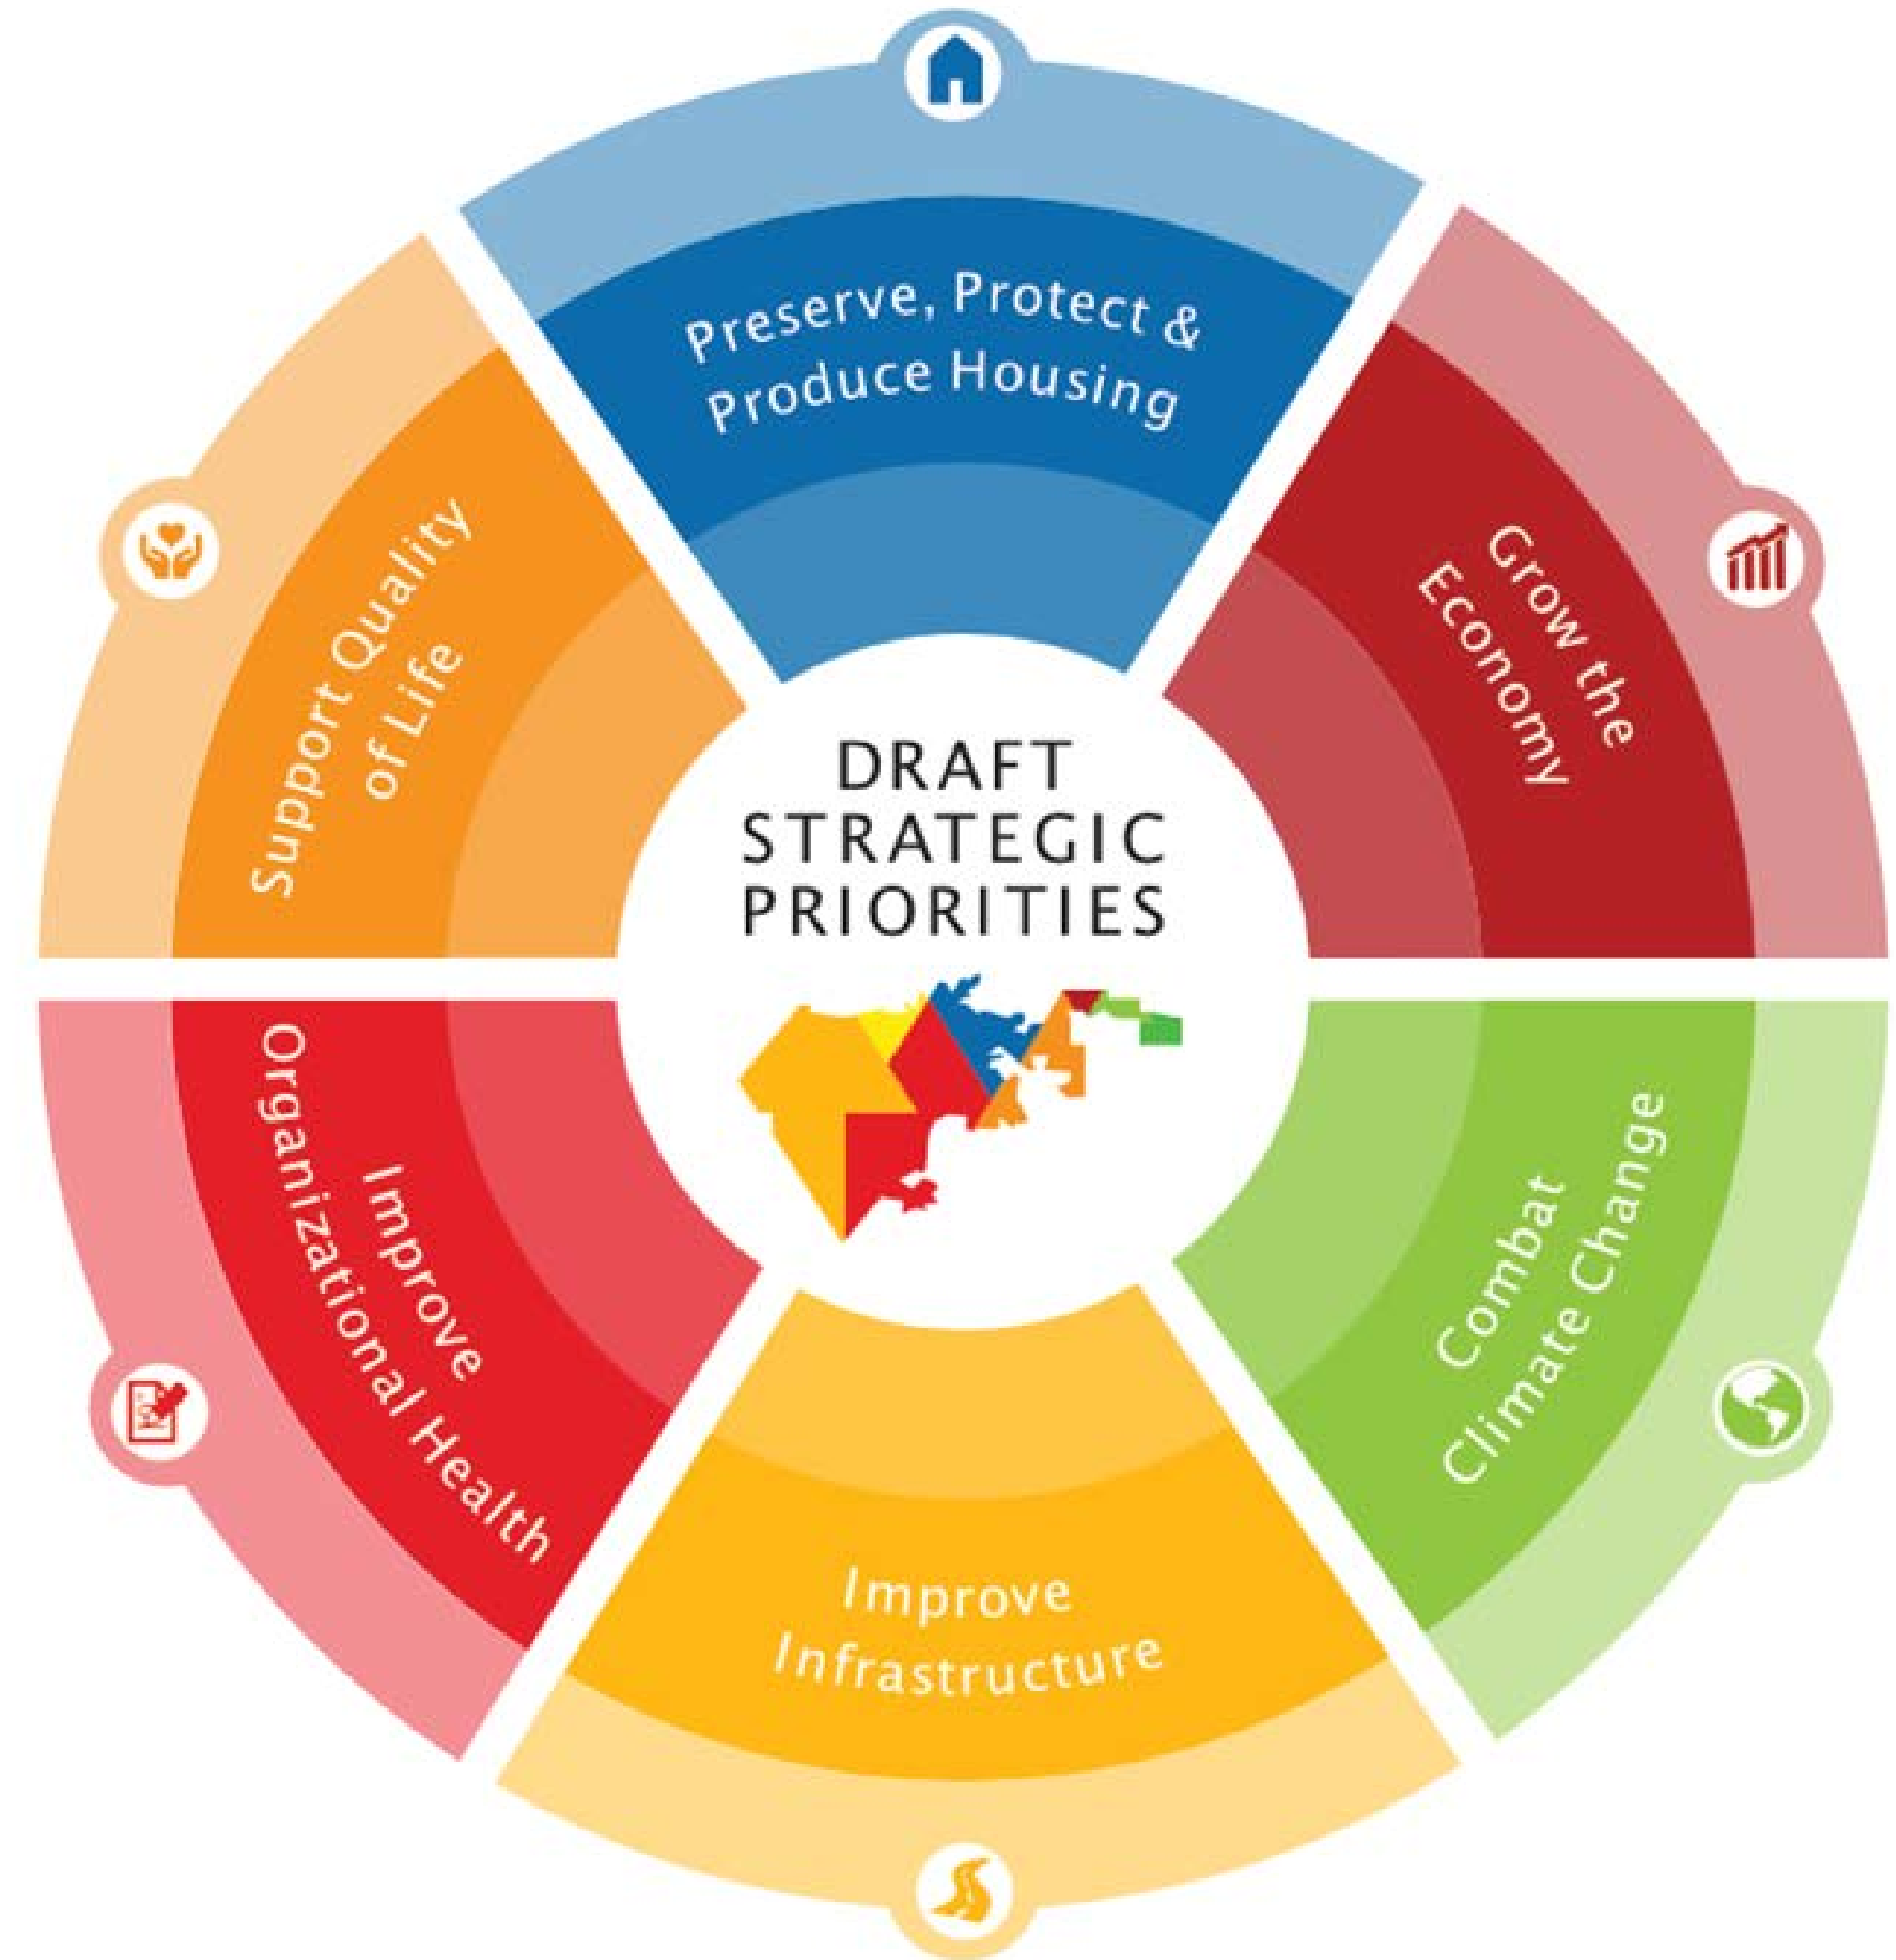 Preserve, Protect &
Produce Housing
Grow the
Economy
Combat
Climate Change
Improve
Infrastructure
Improve
Organizational Health
Support Quality
of Life
DRAFT
STRATEGIC
PRIORITIES